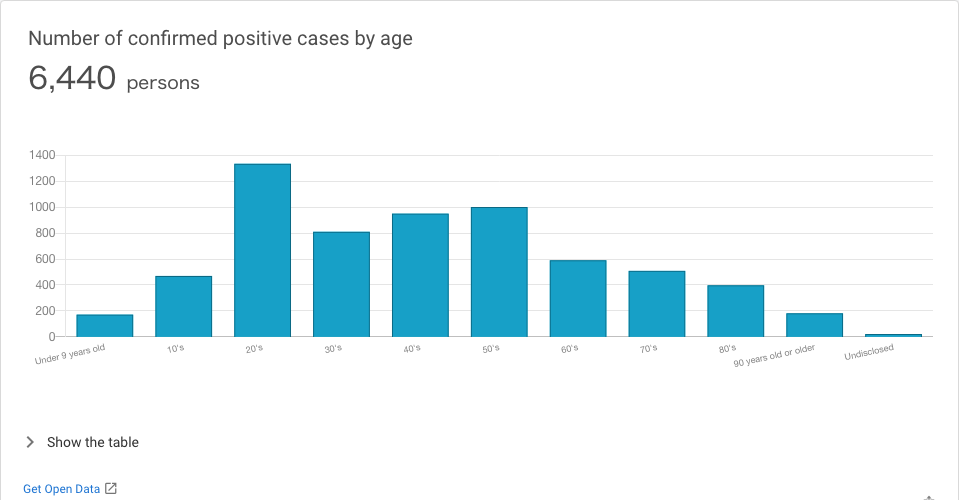 Number of confirmed positive cases by age
6,440 persons
1400
1200
1000
800
600
400
200
0
Under 9 years old
10's
20's
30's
40's
50's
60's
70's
80's
90 years old or older
Undisclosed
Show the table
Get Open Data